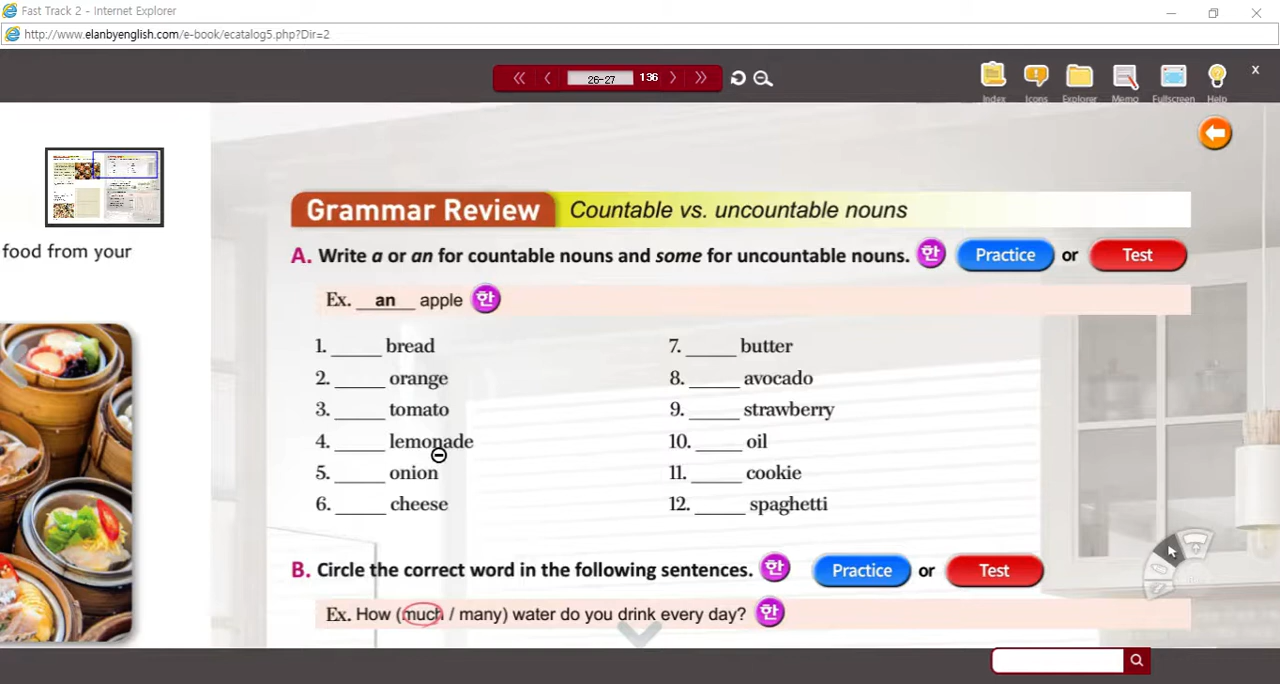 Fast Track 2 - Internet Explorer
http://www.elanbyenglish.com/e-book/ecatalog5.php?Dir=2
26-27 136
Index Icons Explorer Memo Fullscreen Help
x
Grammar Review Countable vs. uncountable nouns
food from your
A. Write a or an for countable nouns and some for uncountable nouns. 한 Practice or Test
Ex. __an__ apple 한
1. _____ bread
2. _____ orange
3. _____ tomato
4. _____ lemonade
5. _____ onion
6. _____ cheese
7. _____ butter
8. _____ avocado
9. _____ strawberry
10. _____ oil
11. _____ cookie
12. _____ spaghetti
B. Circle the correct word in the following sentences. 한 Practice or Test
Ex. How (much / many) water do you drink every day? 한